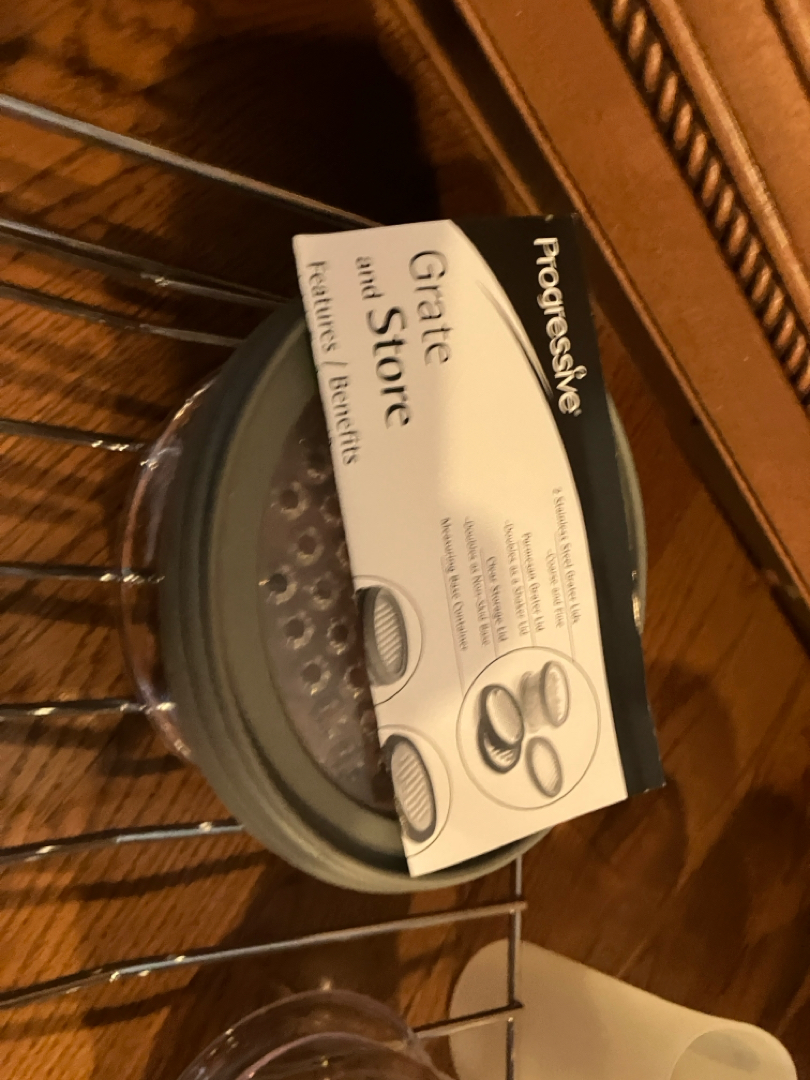 Progressive®
Grate
and Store
Features / Benefits
2 Stainless Steel Grater Lids
-Coarse and Fine
Parmesan Grater Lid
-Doubles as a Shaker Lid
Clear Storage Lid
-Doubles as Non-Skid Base
Measuring Base Container